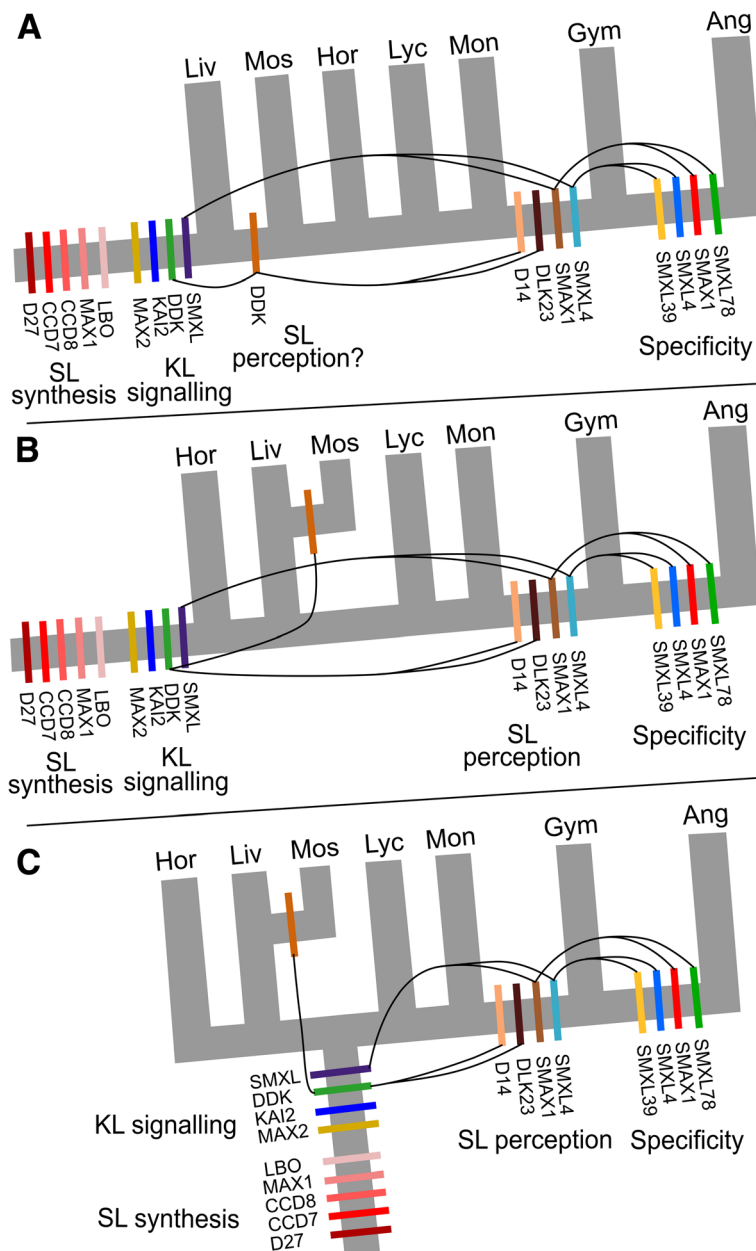 A
Liv
Mos
Hor
Lyc
Mon
Gym
Ang
D27
CCD7
CCD8
MAX1
LBO
MAX2
KAI2
DDK
SMXL
DDK
D14
DLK23
SMAX1
SMXL4
SMXL39
SMXL4
SMAX1
SMXL78
SL
synthesis
KL
signalling
SL
perception?
Specificity
B
Hor
Liv
Mos
Lyc
Mon
Gym
Ang
D27
CCD7
CCD8
MAX1
LBO
MAX2
KAI2
DDK
SMXL
D14
DLK23
SMAX1
SMXL4
SMXL39
SMXL4
SMAX1
SMXL78
SL
synthesis
KL
signalling
SL
perception
Specificity
C
Hor
Liv
Mos
Lyc
Mon
Gym
Ang
SMXL
DDK
KAI2
MAX2
KL signalling
LBO
MAX1
CCD8
CCD7
D27
SL synthesis
D14
DLK23
SMAX1
SMXL4
SL perception
SMXL39
SMXL4
SMAX1
SMXL78
Specificity